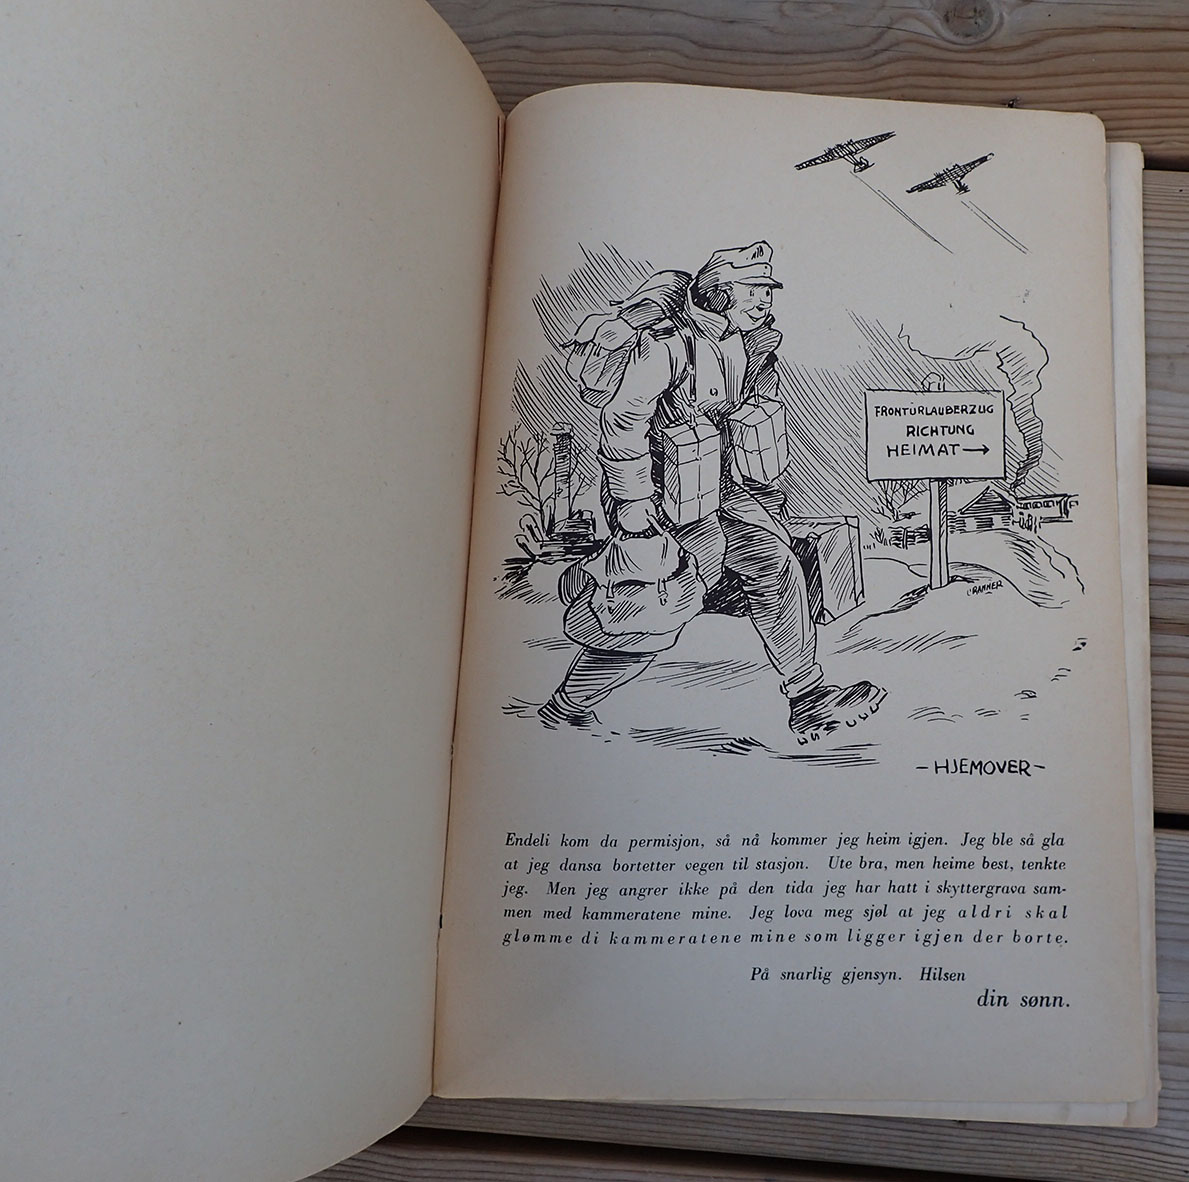 FRONTURLAUBERZUG
RICHTUNG
HEIMAT→
-HJEMOVER-
Endeli kom da permisjon, så nå kommer jeg heim igjen. Jeg ble så gla
at jeg dansa bortetter vegen til stasjon. Ute bra, men heime best, tenkte
jeg. Men jeg angrer ikke på den tida jeg har hatt i skyttergrava sam-
men med kammeratene mine. Jeg lova meg sjøl at jeg aldri skal
glømme di kammeratene mine som ligger igjen der borte.
På snarlig gjensyn. Hilsen
din sønn.